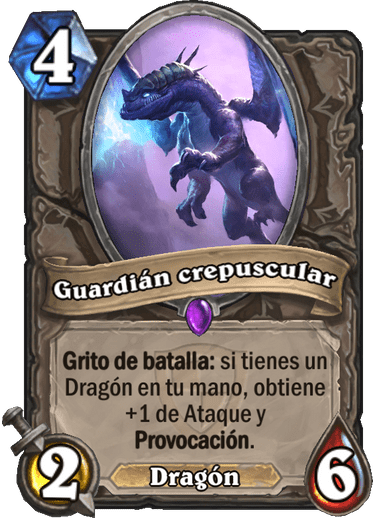 4
Guardián crepuscular
Grito de batalla: si tienes un
Dragón en tu mano, obtiene
+1 de Ataque y
Provocación.
2
Dragón
6